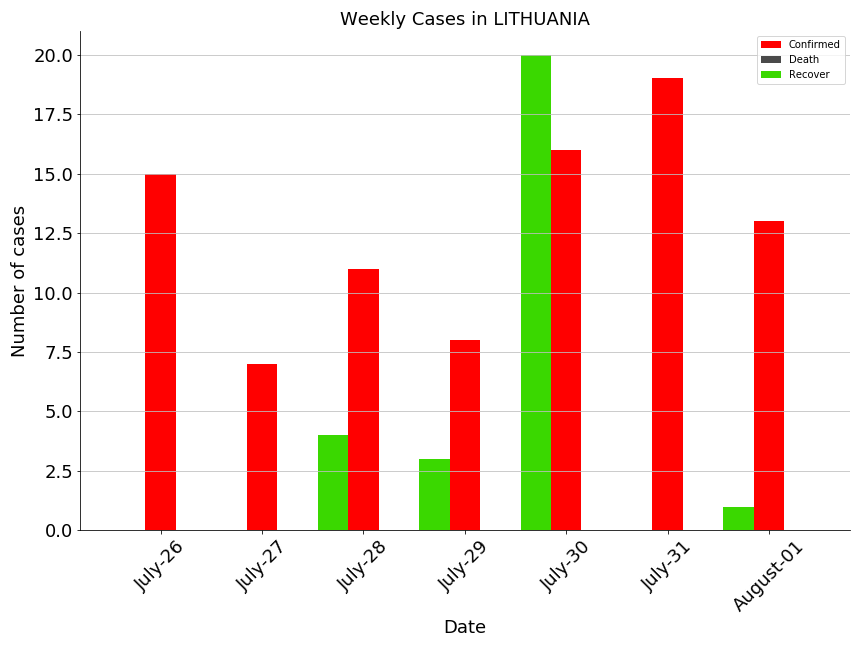 Weekly Cases in LITHUANIA
Confirmed
Death
Recover
Number of cases
20.0
17.5
15.0
12.5
10.0
7.5
5.0
2.5
0.0
July-26
July-27
July-28
July-29
July-30
July-31
August-01
Date